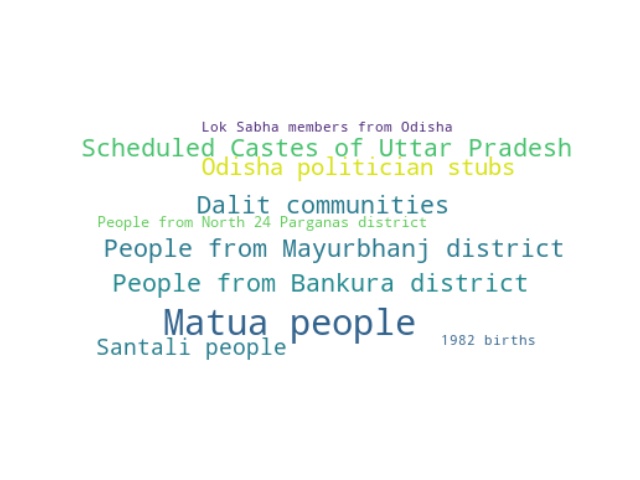 Lok Sabha members from Odisha
Scheduled Castes of Uttar Pradesh
Odisha politician stubs
Dalit communities
People from North 24 Parganas district
People from Mayurbhanj district
People from Bankura district
Matua people
1982 births
Santali people